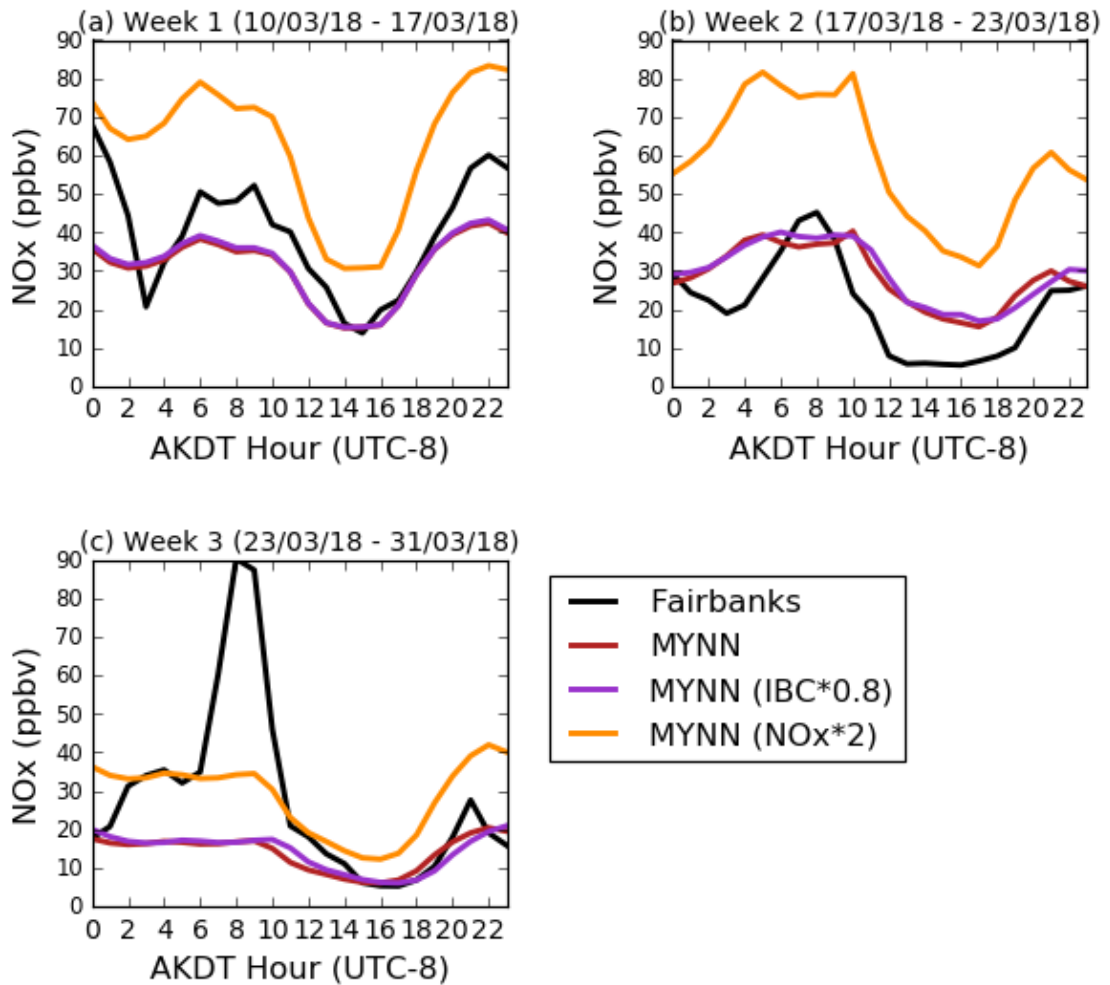 (a) Week 1 (10/03/18 - 17/03/18)
90
80
70
60
50
40
30
20
10
0
NOx (ppbv)
0 2 4 6 8 10 12 14 16 18 20 22
AKDT Hour (UTC-8)
(b) Week 2 (17/03/18 - 23/03/18)
90
80
70
60
50
40
30
20
10
0
NOx (ppbv)
0 2 4 6 8 10 12 14 16 18 20 22
AKDT Hour (UTC-8)
(c) Week 3 (23/03/18 - 31/03/18)
90
80
70
60
50
40
30
20
10
0
NOx (ppbv)
0 2 4 6 8 10 12 14 16 18 20 22
AKDT Hour (UTC-8)
Fairbanks
MYNN
MYNN (IBC*0.8)
MYNN (NOx*2)